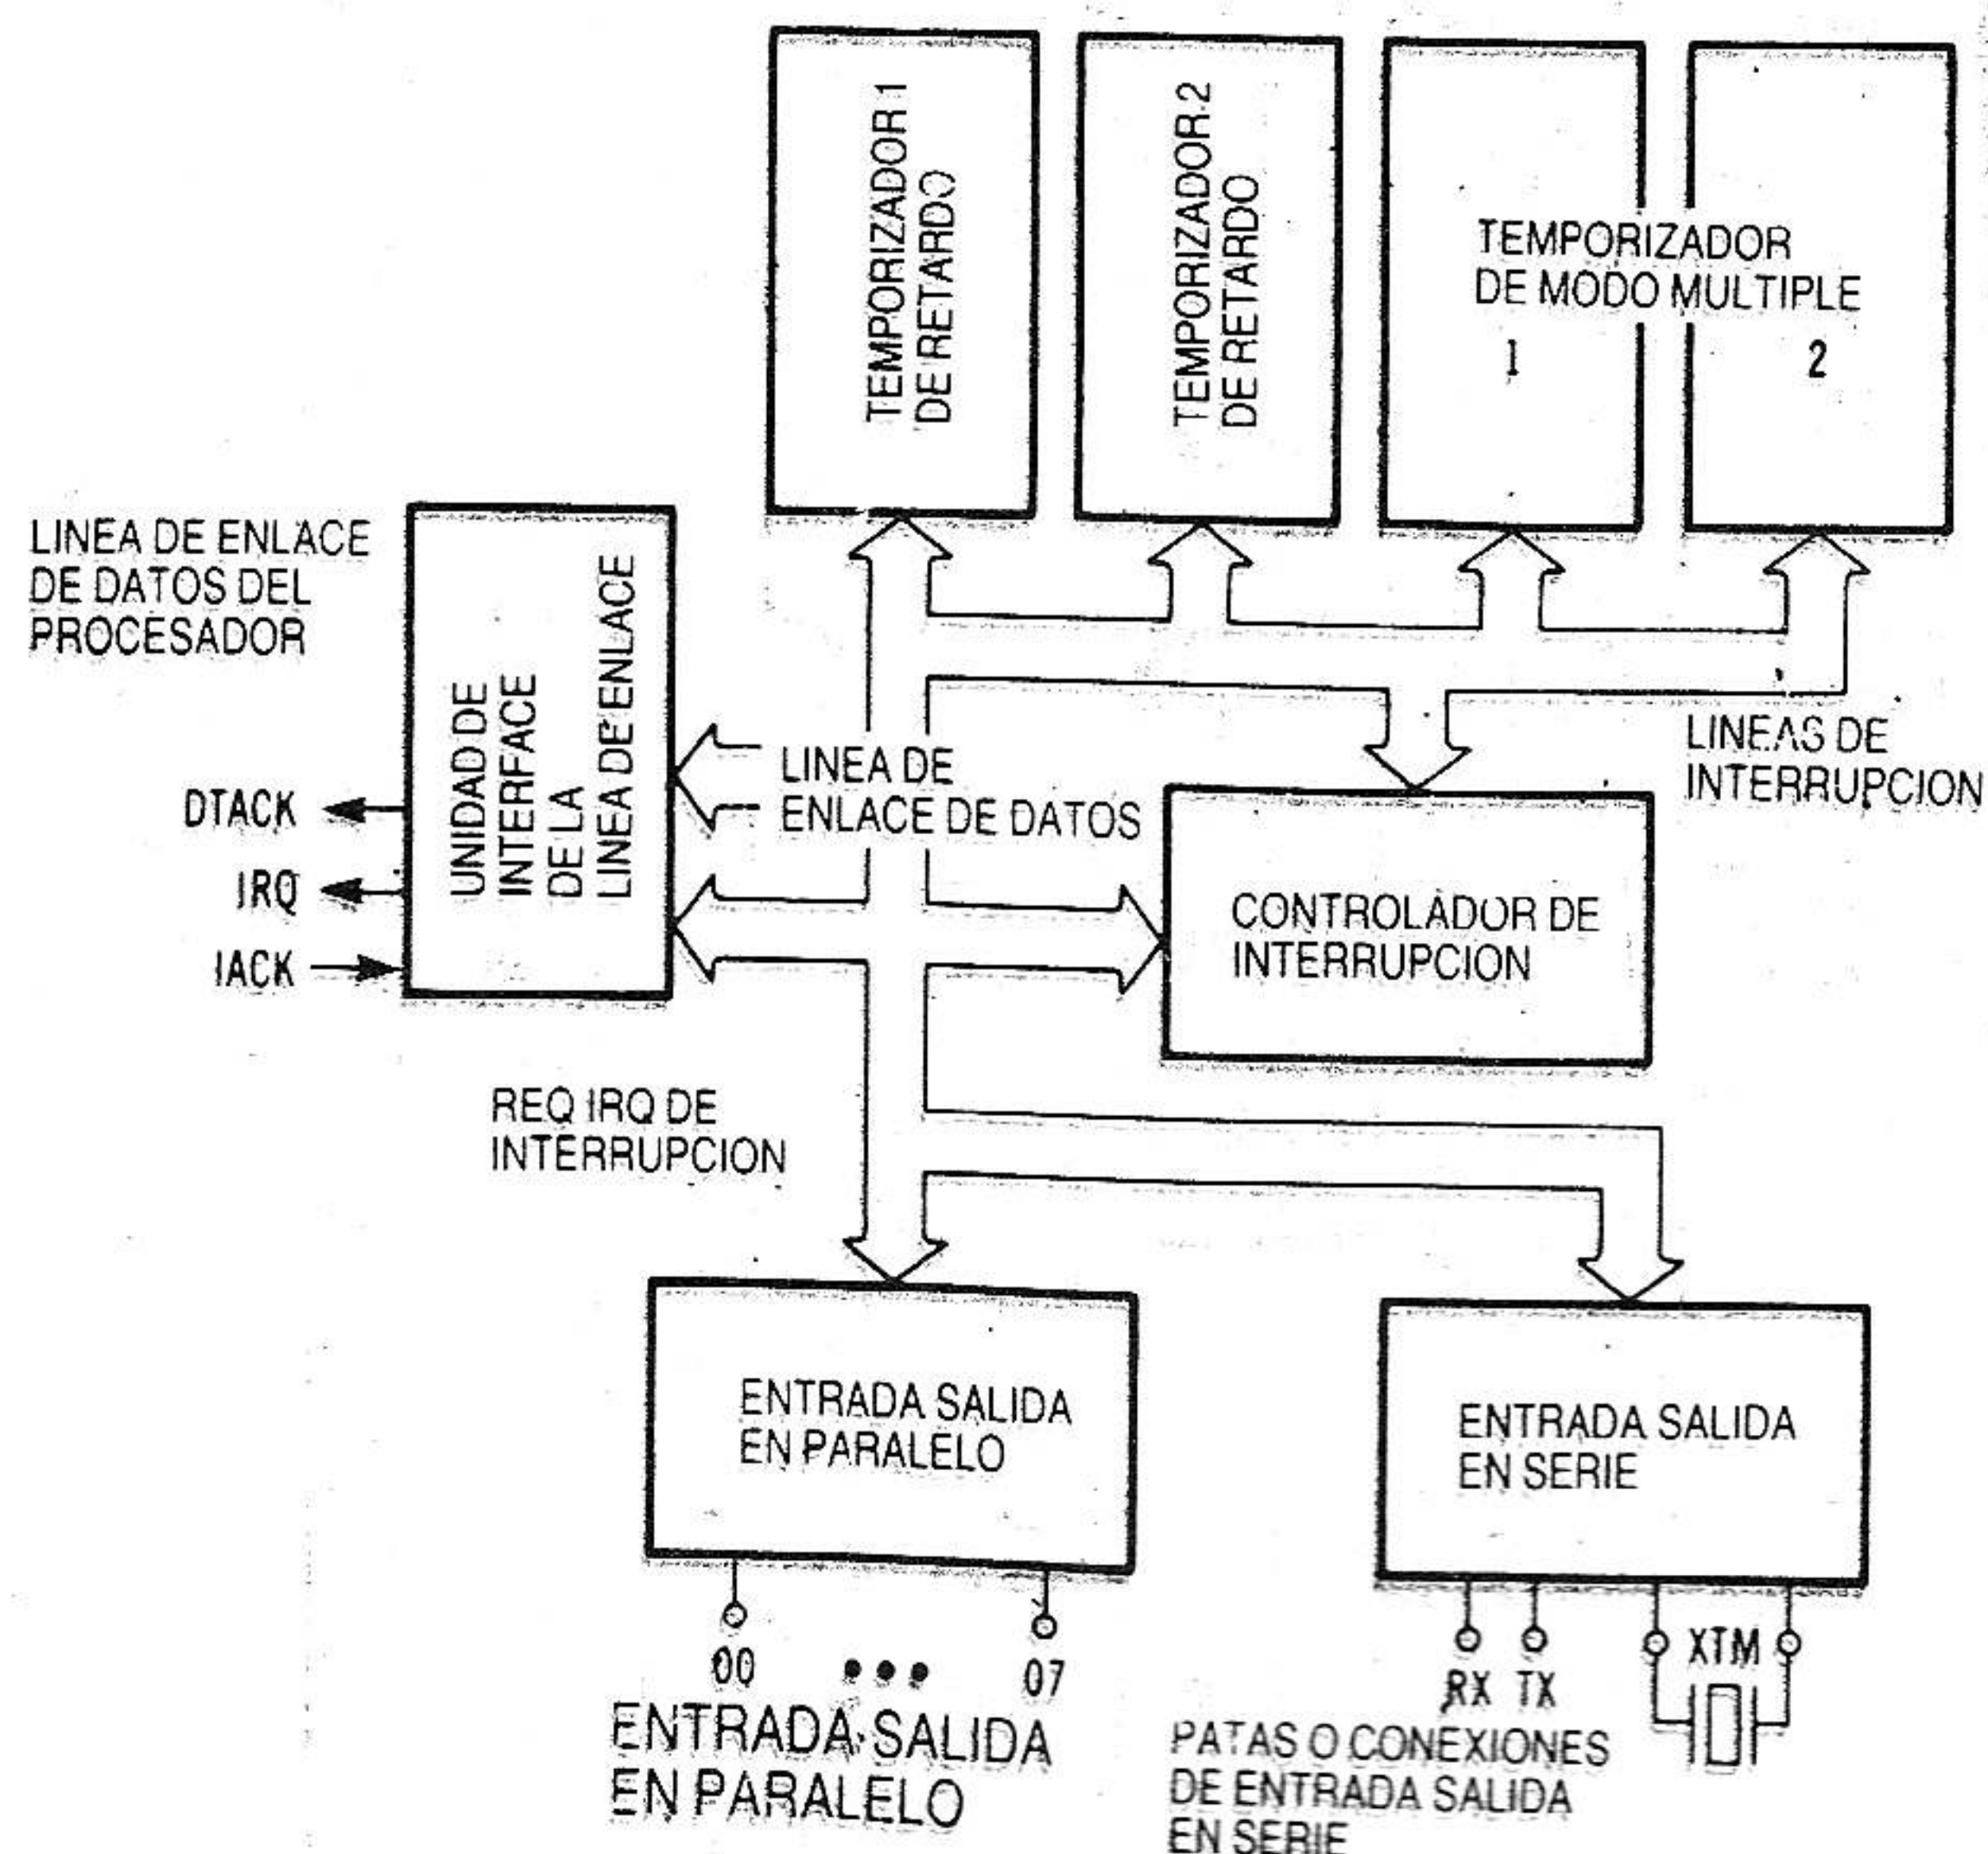 TEMPORIZADOR 1
DE RETARDO
TEMPORIZADOR 2
DE RETARDO
TEMPORIZADOR
DE MODO MULTIPLE
1
2
LINEA DE ENLACE
DE DATOS DEL
PROCESADOR
UNIDAD DE
INTERFACE
DE LA
LINEA DE ENLACE
DTACK
IRQ
IACK
LINEA DE
ENLACE DE DATOS
LINEAS DE
INTERRUPCION
CONTROLADOR DE
INTERRUPCION
REQ IRQ DE
INTERRUPCION
ENTRADA SALIDA
EN PARALELO
ENTRADA SALIDA
EN SERIE
00 ••• 07
ENTRADA SALIDA
EN PARALELO
RX TX
XTM
PATAS O CONEXIONES
DE ENTRADA SALIDA
EN SERIE